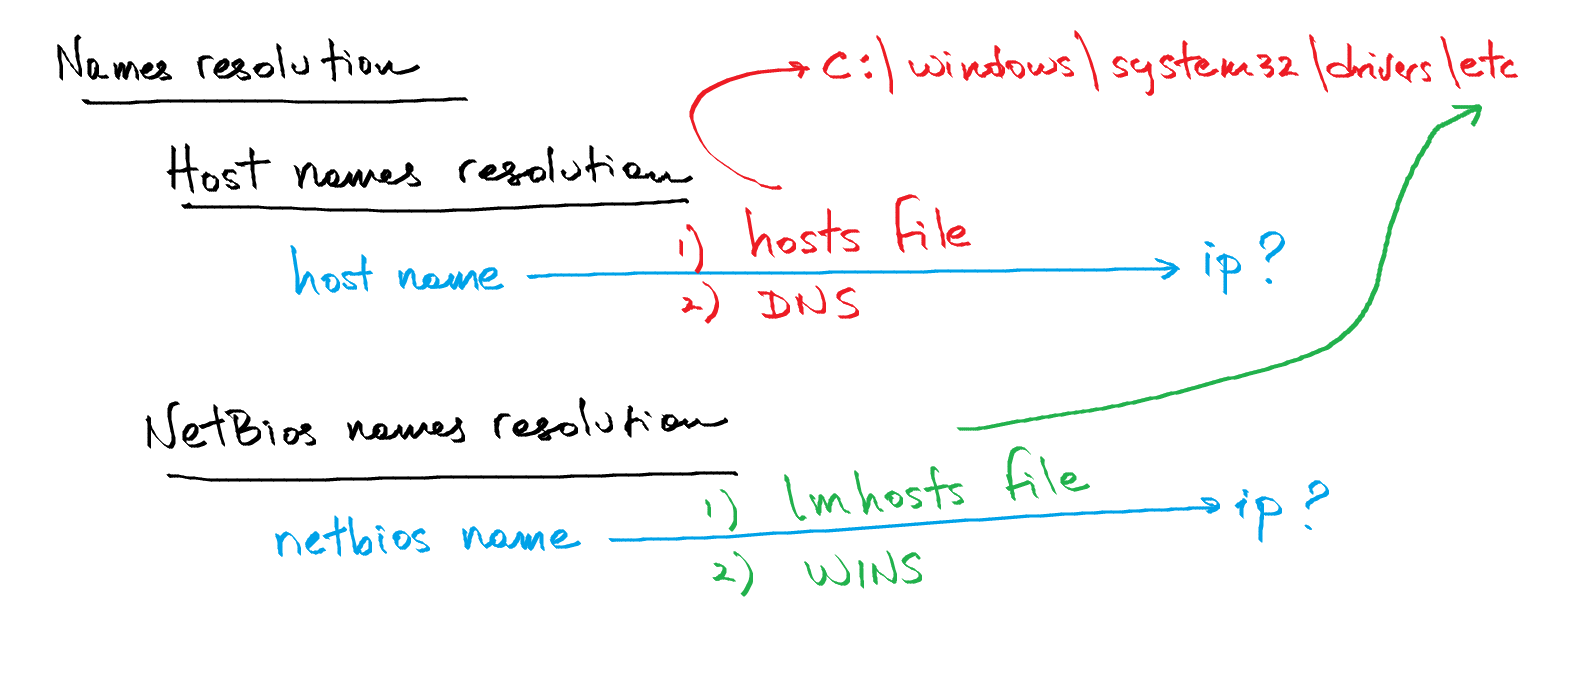 Names resolution
C:\windows\system32\drivers\etc
Host names resolution
1) hosts file
host name → ip ?
2) DNS
NetBios names resolution
1) lmhosts file
netbios name → ip ?
2) WINS